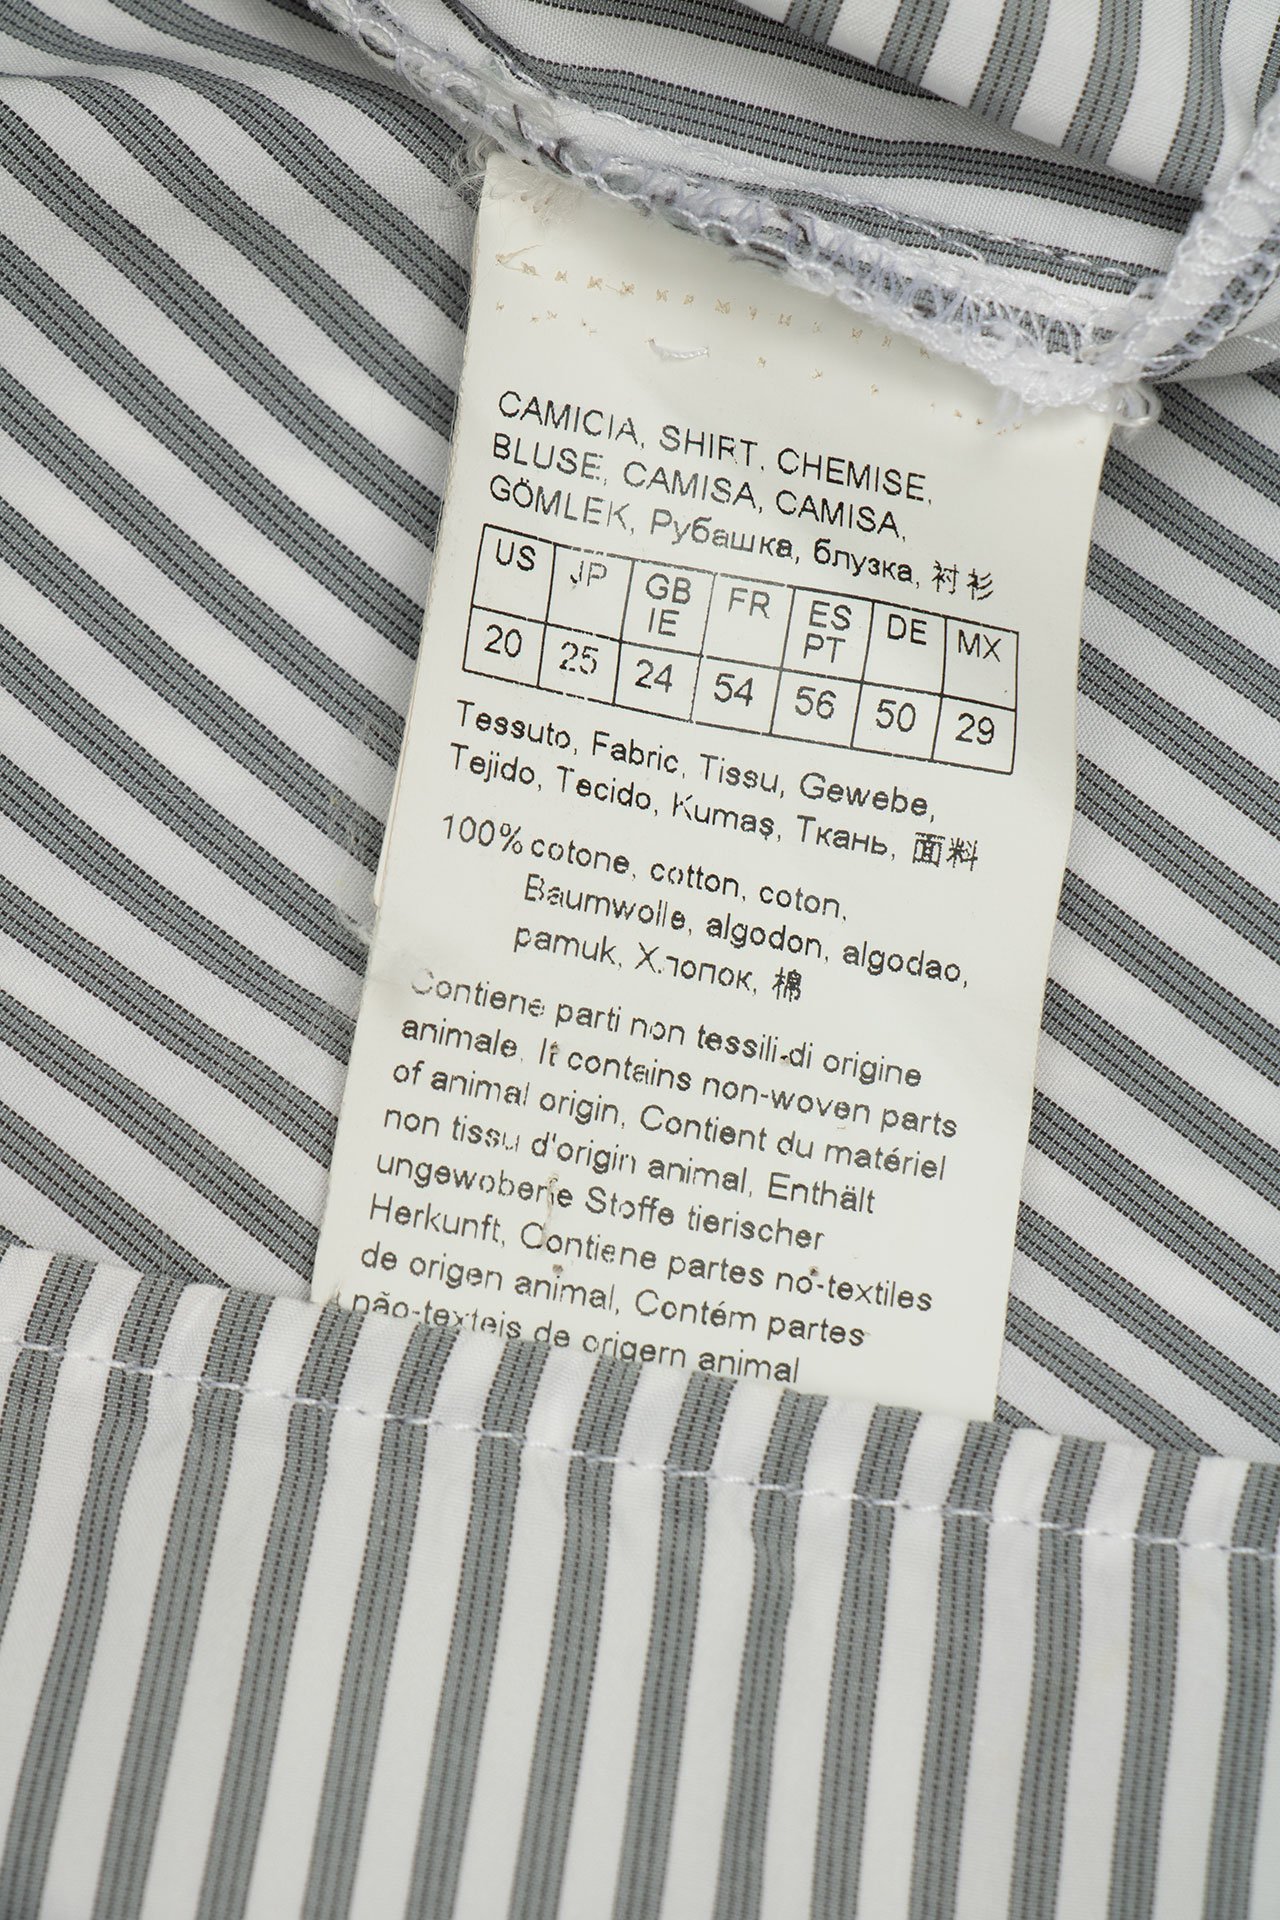 CAMICIA, SHIRT, CHEMISE,
BLUSE, CAMISA, CAMISA,
GÖMLEK, Рубашка, блузка, 衬衫
US JP GB IE FR ES PT DE MX
20 25 24 54 56 50 29
Tessuto, Fabric, Tissu, Gewebe,
Tejido, Tecido, Kumaş, Ткань, 面料
100% cotone, cotton, coton,
Baumwolle, algodon, algodao,
pamuk, Хлопок, 棉
Contiene parti non tessili di origine
animale, It contains non-woven parts
of animal origin, Contient du matériel
non tissu d'origin animal, Enthält
ungewobene Stoffe tierischer
Herkunft, Contiene partes no-textiles
de origen animal, Contém partes
não-texteis de origern animal